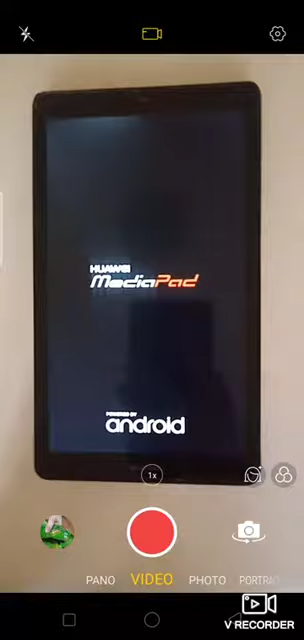 HUAWEI
MediaPad
POWERED BY
android
1x
PANO VIDEO PHOTO PORTRAI
V RECORDER